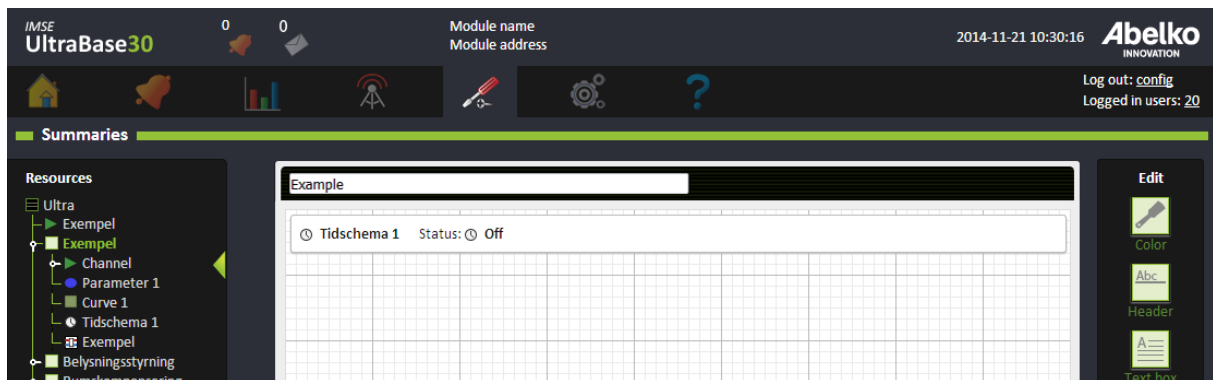 IMSE
UltraBase30
0
0
Module name
Module address
2014-11-21 10:30:16
Abelko
INNOVATION
Log out: config
Logged in users: 20
Summaries
Resources
Ultra
Exempel
Exempel
Channel
Parameter 1
Curve 1
Tidschema 1
Exempel
Belysningsstyrning
Example
Tidschema 1 Status: Off
Edit
Color
Abc
Header
A
Text box